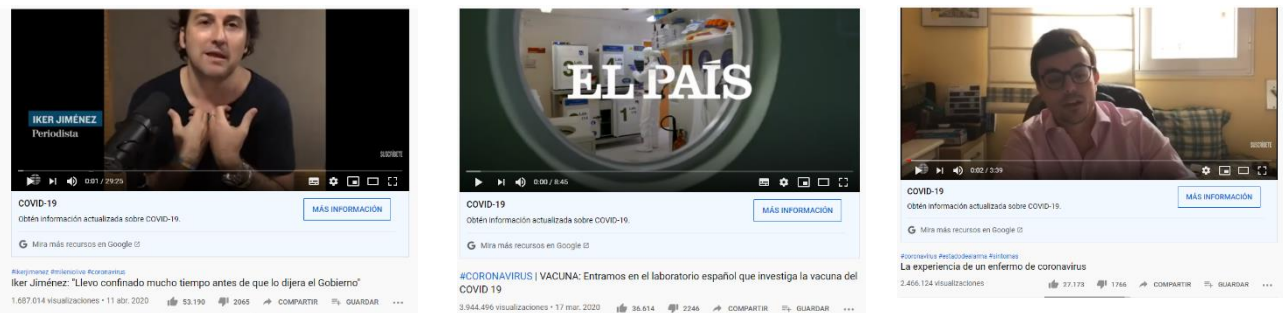 IKER JIMÉNEZ
Periodista
SUSCRÍBETE
0:01 / 29:25
COVID-19
Obtén información actualizada sobre COVID-19.
MÁS INFORMACIÓN
Mira más recursos en Google
#ikerjimenez #mileniolive #coronavirus
Iker Jiménez: "Llevo confinado mucho tiempo antes de que lo dijera el Gobierno"
1.687.014 visualizaciones • 11 abr. 2020 53.190 2065 COMPARTIR GUARDAR
EL PAÍS
0:00 / 8:45
COVID-19
Obtén información actualizada sobre COVID-19.
MÁS INFORMACIÓN
Mira más recursos en Google
#CORONAVIRUS | VACUNA: Entramos en el laboratorio español que investiga la vacuna del
COVID 19
3.944.496 visualizaciones • 17 mar. 2020 36.614 2246 COMPARTIR GUARDAR
SUSCRÍBETE
0:02 / 3:39
COVID-19
Obtén información actualizada sobre COVID-19.
MÁS INFORMACIÓN
Mira más recursos en Google
#coronavirus #estadodealarma #sintomas
La experiencia de un enfermo de coronavirus
2.466.124 visualizaciones 27.173 1766 COMPARTIR GUARDAR